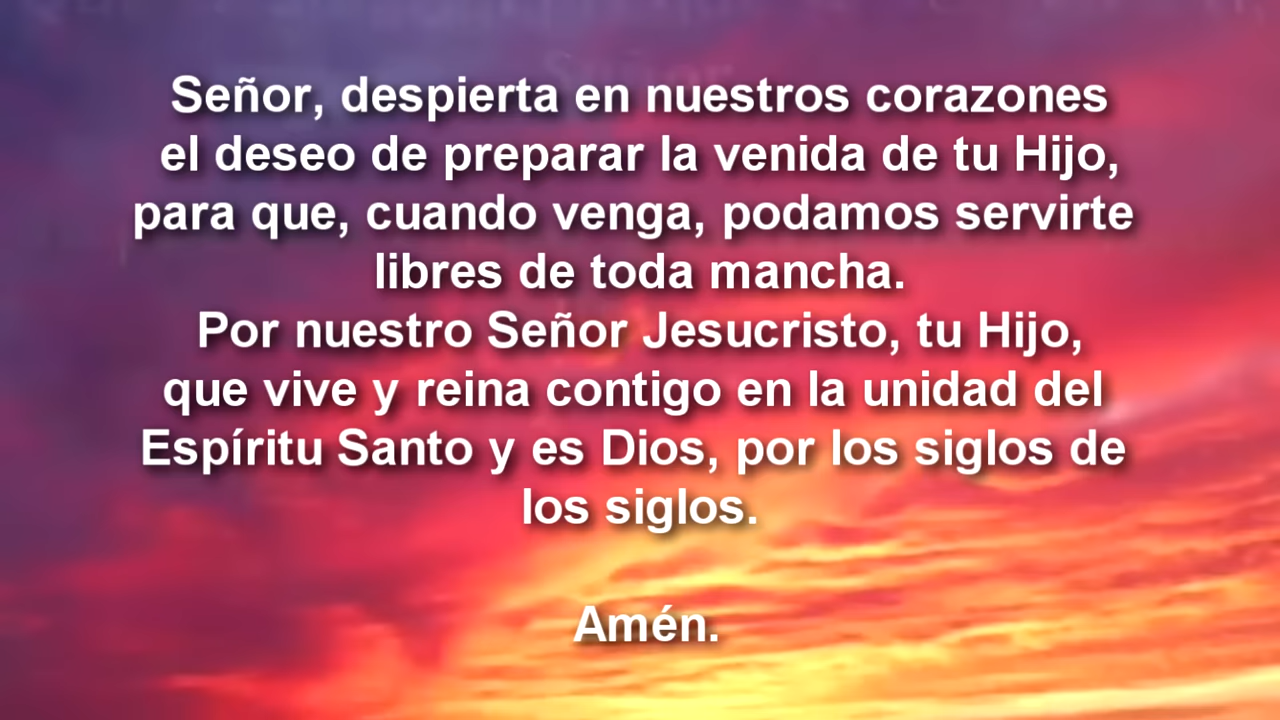 Señor, despierta en nuestros corazones
el deseo de preparar la venida de tu Hijo,
para que, cuando venga, podamos servirte
libres de toda mancha.
Por nuestro Señor Jesucristo, tu Hijo,
que vive y reina contigo en la unidad del
Espíritu Santo y es Dios, por los siglos de
los siglos.
Amén.